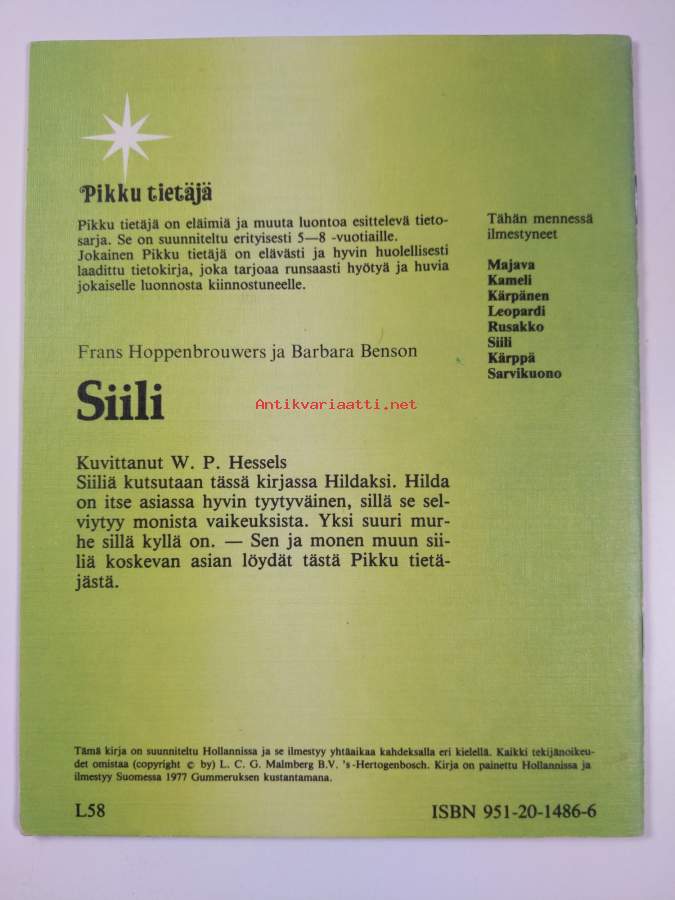 Pikku tietäjä
Pikku tietäjä on eläimiä ja muuta luontoa esittelevä tieto-
sarja. Se on suunniteltu erityisesti 5—8 -vuotiaille.
Jokainen Pikku tietäjä on elävästi ja hyvin huolellisesti
laadittu tietokirja, joka tarjoaa runsaasti hyötyä ja huvia
jokaiselle luonnosta kiinnostuneelle.
Tähän mennessä
ilmestyneet
Majava
Kameli
Kärpänen
Leopardi
Rusakko
Siili
Kärppä
Sarvikuono
Frans Hoppenbrouwers ja Barbara Benson
Siili
Antikvariaatti.net
Kuvittanut W. P. Hessels
Siiliä kutsutaan tässä kirjassa Hildaksi. Hilda
on itse asiassa hyvin tyytyväinen, sillä se sel-
viytyy monista vaikeuksista. Yksi suuri mur-
he sillä kyllä on. — Sen ja monen muun sii-
liä koskevan asian löydät tästä Pikku tietä-
jästä.
Tämä kirja on suunniteltu Hollannissa ja se ilmestyy yhtäaikaa kahdeksalla eri kielellä. Kaikki tekijänoikeu-
det omistaa (copyright © by) L. C. G. Malmberg B.V. 's-Hertogenbosch. Kirja on painettu Hollannissa ja
ilmestyy Suomessa 1977 Gummeruksen kustantamana.
L58
ISBN 951-20-1486-6